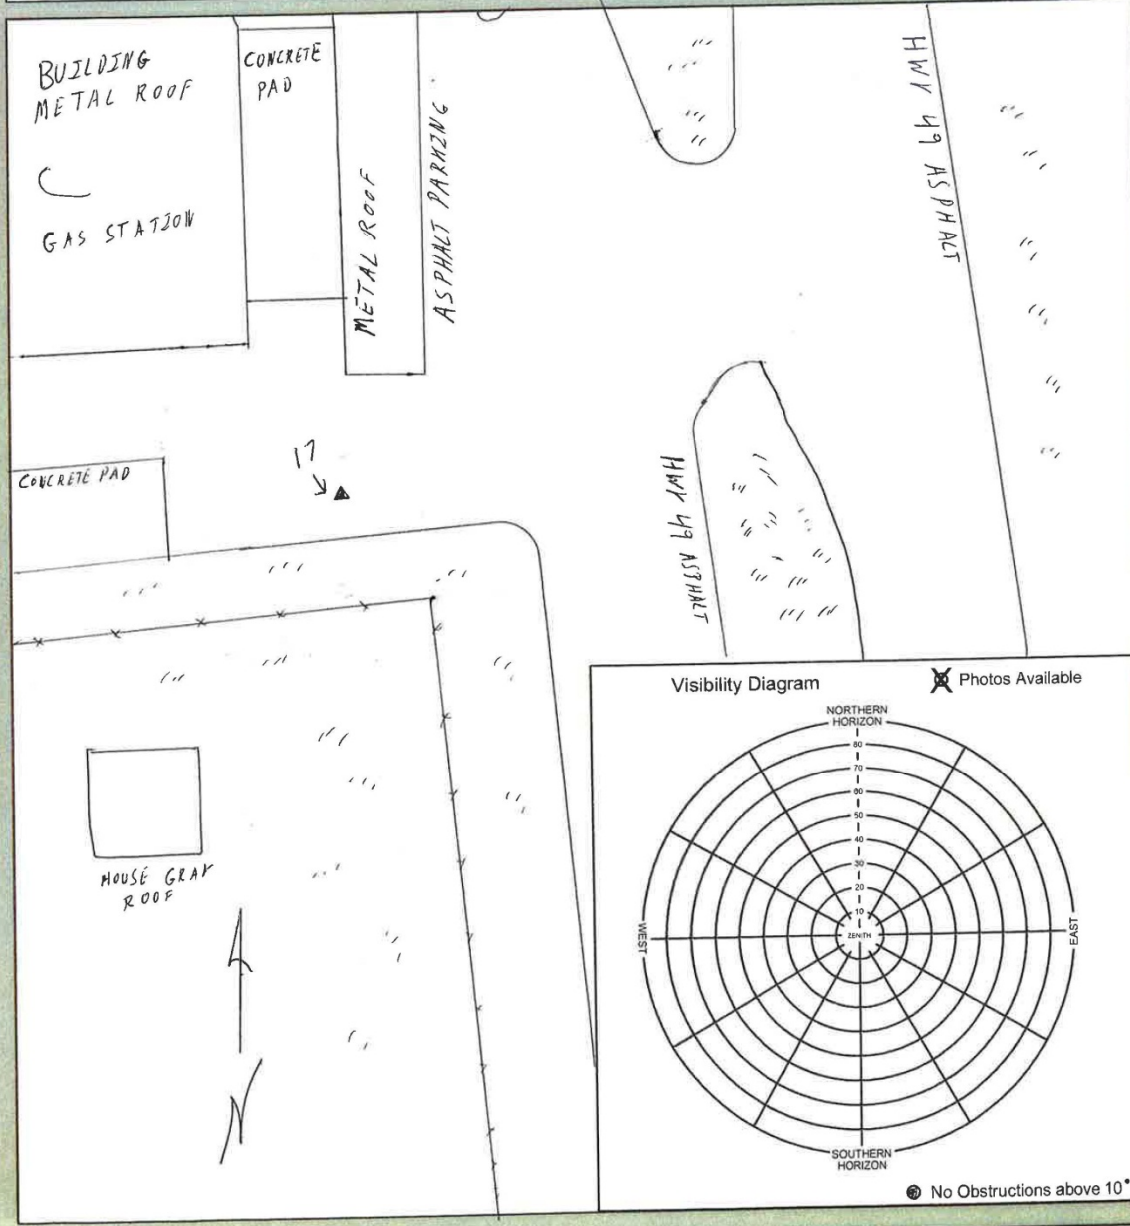 BUILDING
METAL ROOF
GAS STATION
CONCRETE
PAD
METAL ROOF
ASPHALT PARKING
HWY 49 ASPHALT
CONCRETE PAD
17
HWY 49 ASPHALT
HOUSE GRAY
ROOF
N
Visibility Diagram
Photos Available
NORTHERN
HORIZON
80
70
60
50
40
30
20
10
ZENITH
WEST
EAST
SOUTHERN
HORIZON
No Obstructions above 10°